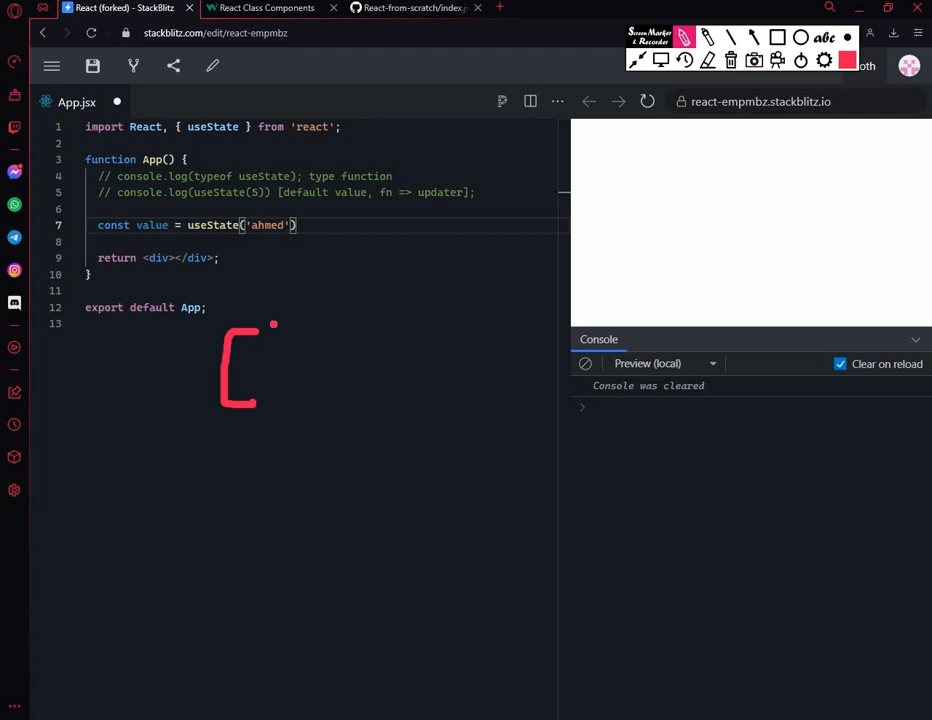 React (forked) - StackBlitz
React Class Components
React-from-scratch/index.js
stackblitz.com/edit/react-empmbz
Screen Marker
& Recorder
abc
oth
App.jsx
react-empmbz.stackblitz.io
1 import React, { useState } from 'react';
2
3 function App() {
4 // console.log(typeof useState); type function
5 // console.log(useState(5)) [default value, fn => updater];
6
7 const value = useState('ahmed')
8
9 return <div></div>;
10 }
11
12 export default App;
13
[
Console
Preview (local)
Clear on reload
Console was cleared